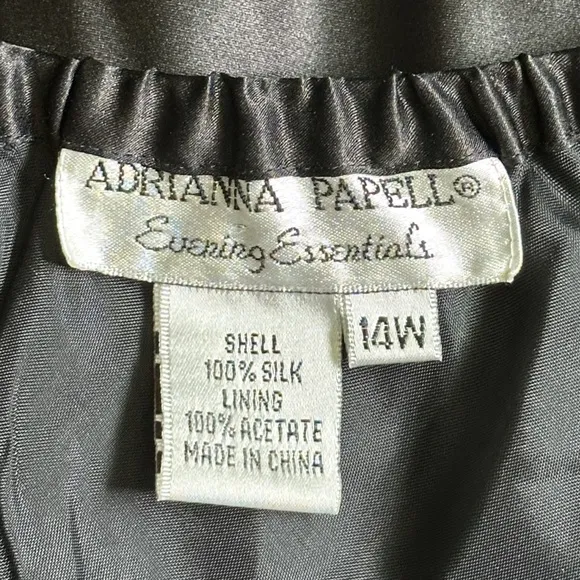 ADRIANNA PAPELL®
Evening Essentials
14W
SHELL
100% SILK
LINING
100% ACETATE
MADE IN CHINA